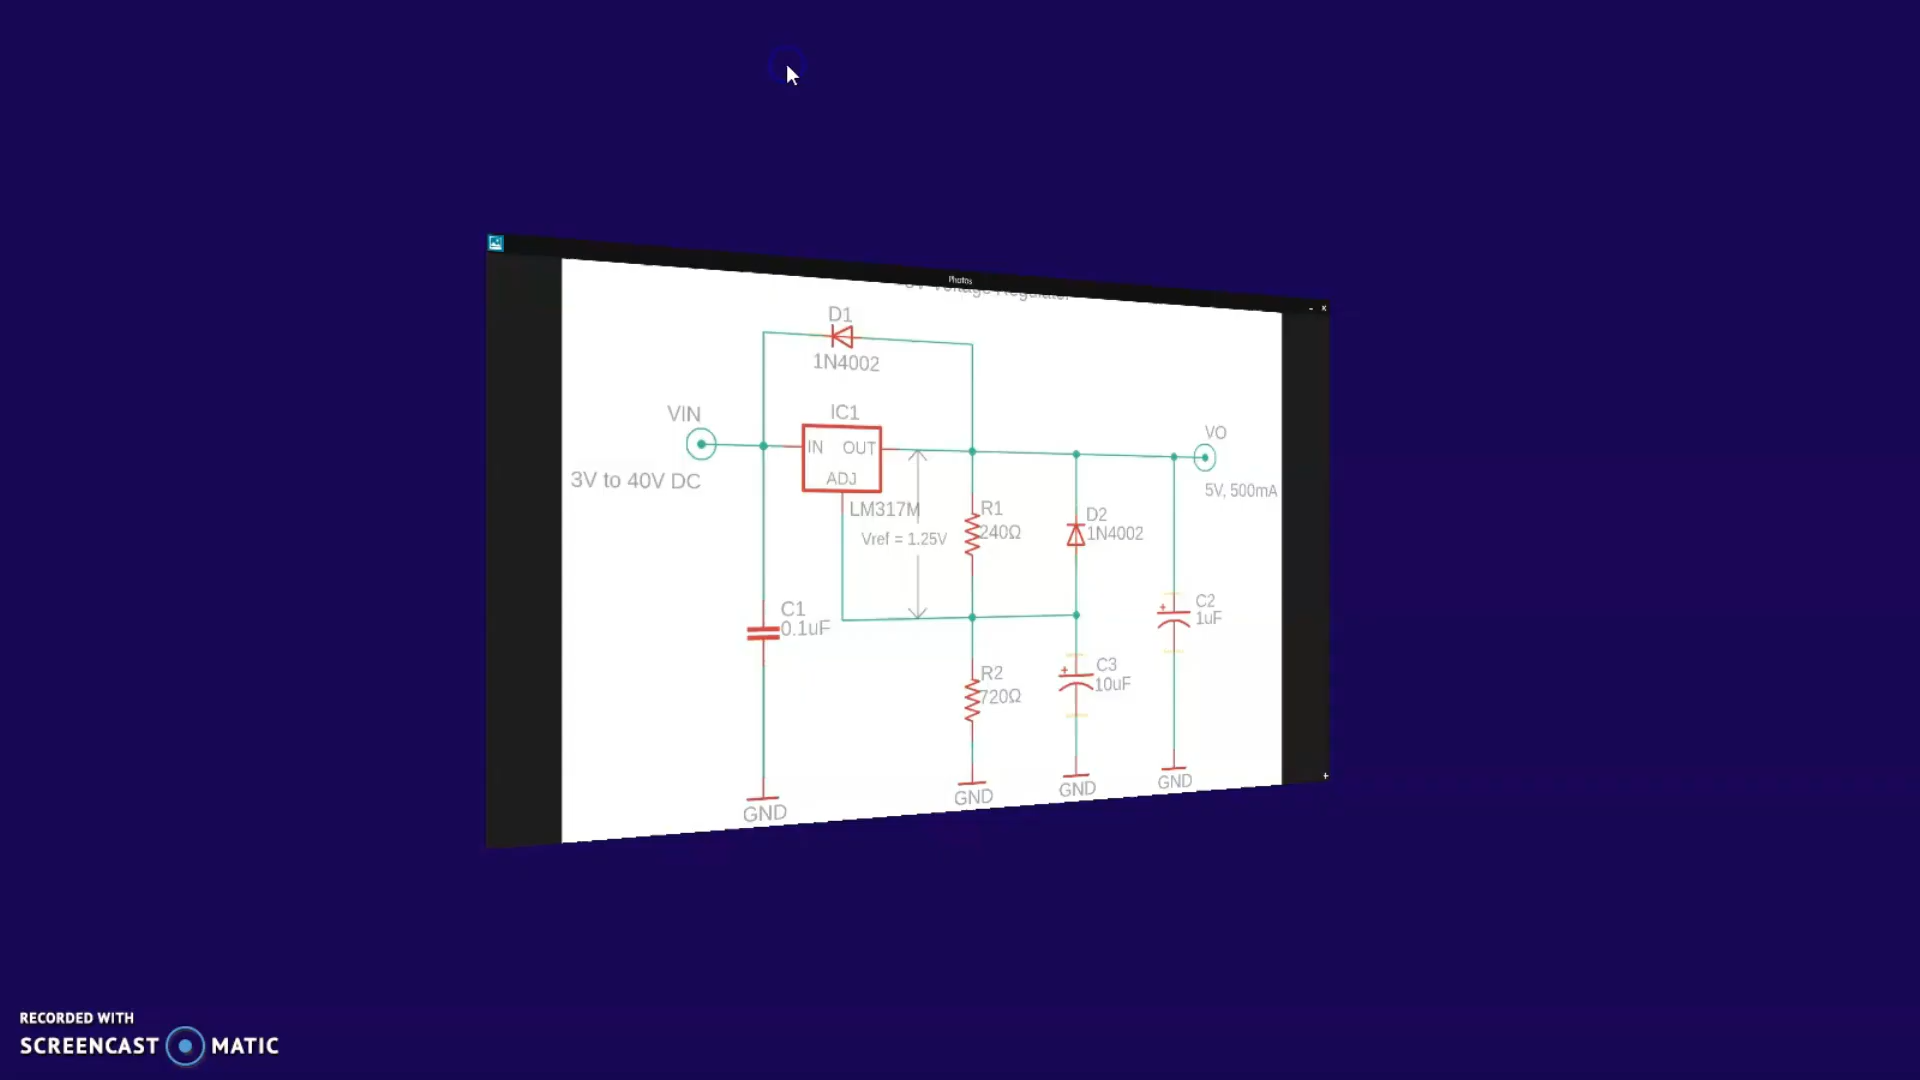 Photos
Voltage Regulator
D1
1N4002
IC1
VIN
IN OUT
ADJ
3V to 40V DC
LM317M
Vref = 1.25V
R1
240Ω
D2
1N4002
VO
5V, 500mA
C1
0.1uF
C2
1uF
R2
720Ω
C3
10uF
GND
GND
GND
GND
RECORDED WITH
SCREENCAST MATIC